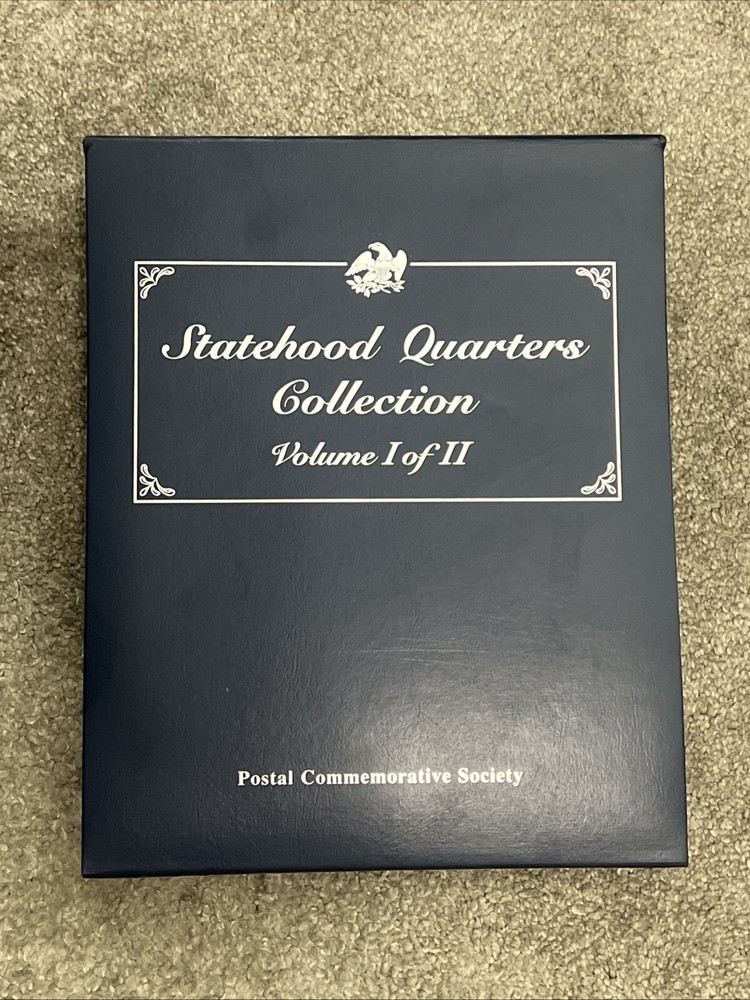 Statehood Quarters
Collection
Volume I of II
Postal Commemorative Society